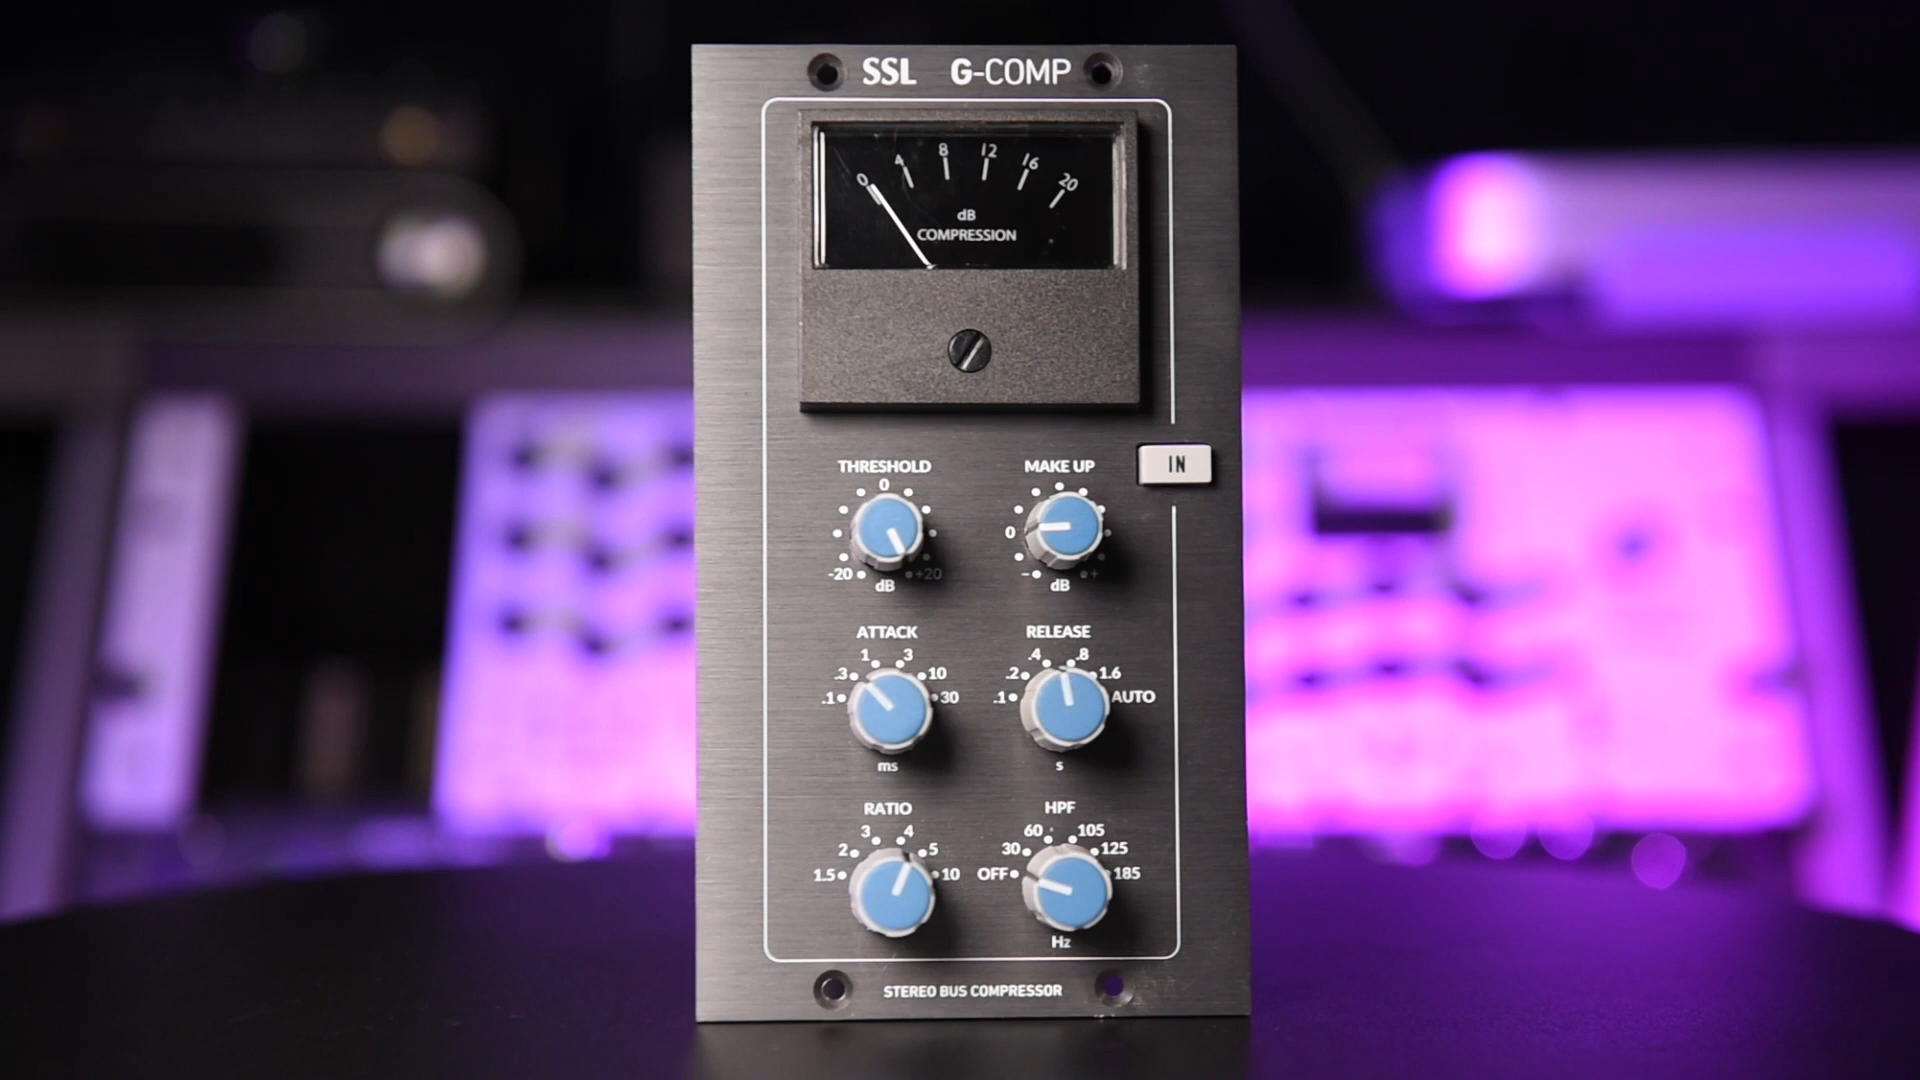 SSL G-COMP
0 4 8 12 16 20
dB
COMPRESSION
IN
THRESHOLD MAKE UP
0
0
-20 +20 - +
dB dB
ATTACK RELEASE
1 3 .4 .8
.3 10 .2 1.6
.1 30 .1 AUTO
ms s
RATIO HPF
3 4 60 105
2 5 30 125
1.5 10 OFF 185
Hz
STEREO BUS COMPRESSOR